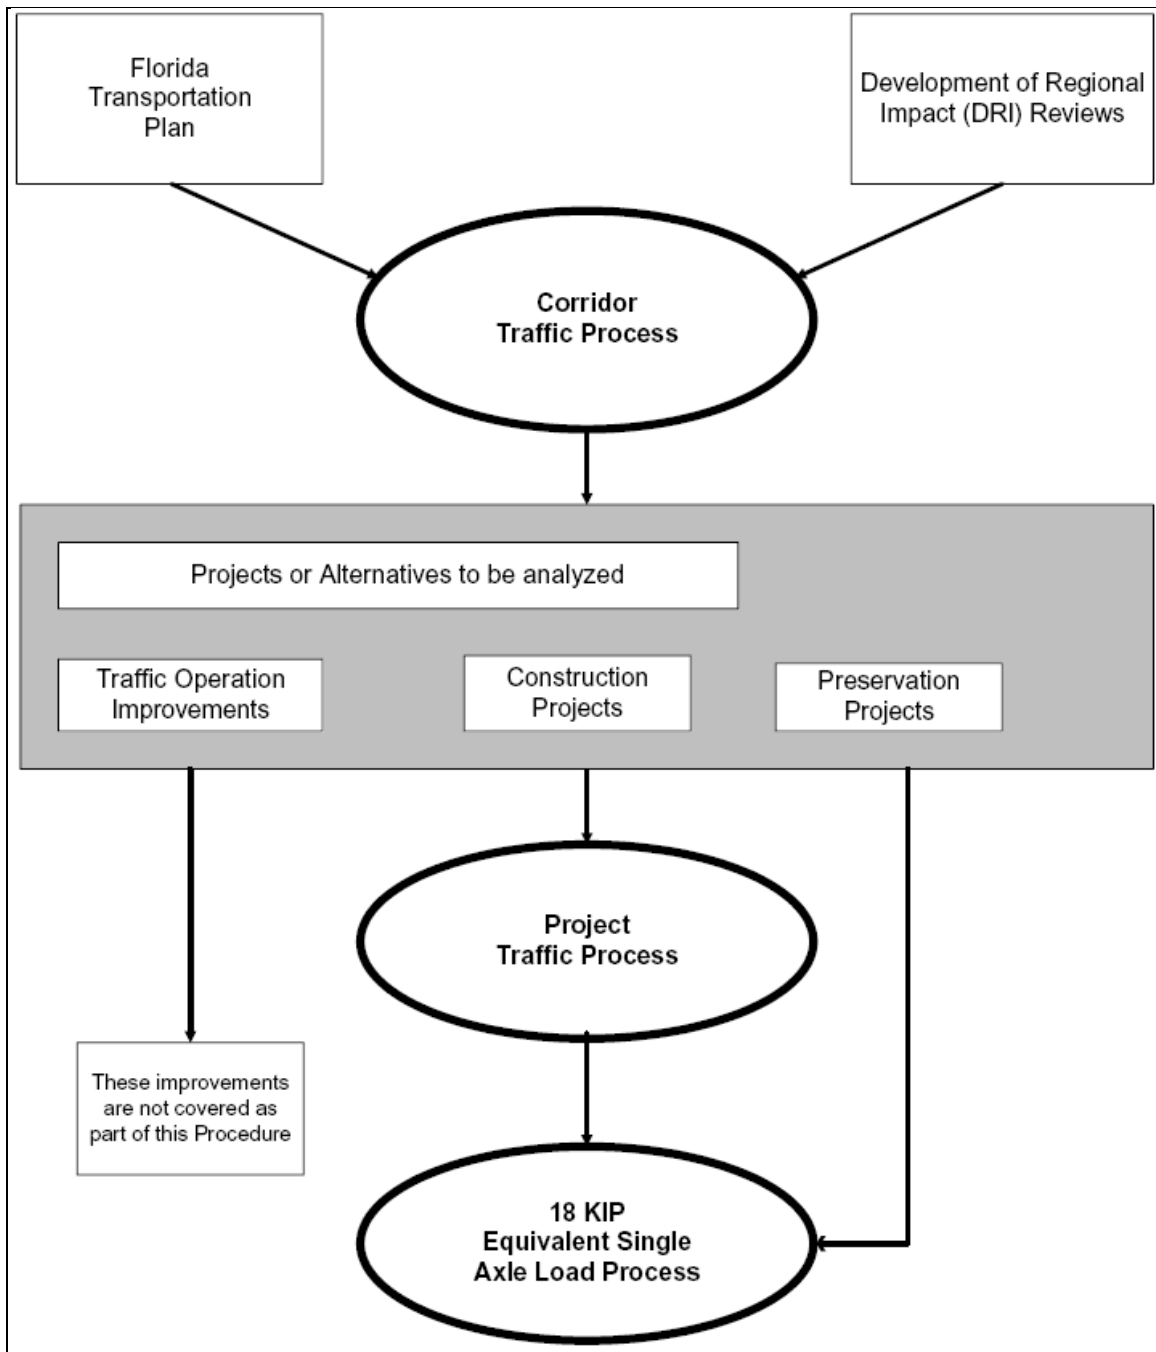 Florida
Transportation
Plan
Development of Regional
Impact (DRI) Reviews
Corridor
Traffic Process
Projects or Alternatives to be analyzed
Traffic Operation
Improvements
Construction
Projects
Preservation
Projects
Project
Traffic Process
These improvements
are not covered as
part of this Procedure
18 KIP
Equivalent Single
Axle Load Process